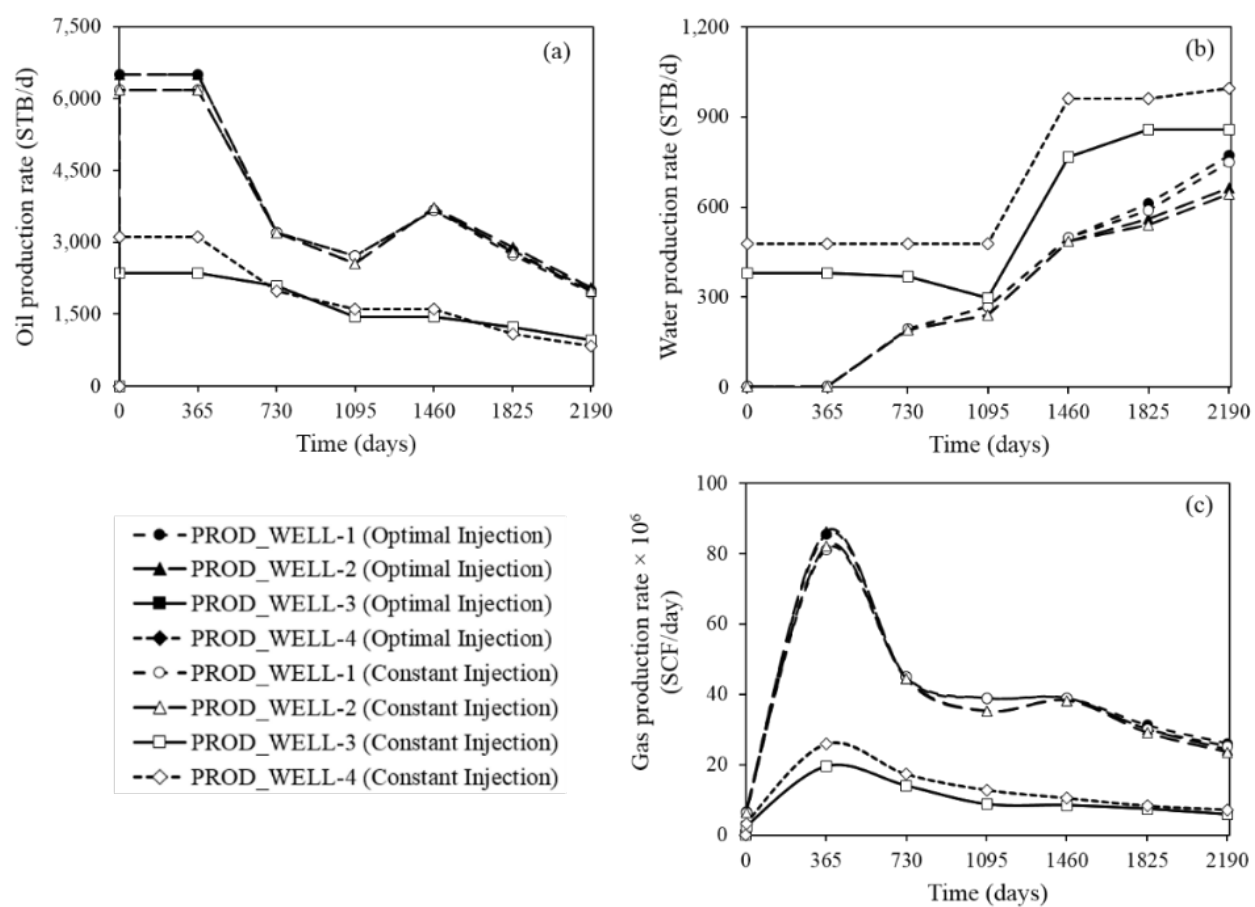 (a)
Oil production rate (STB/d)
7,500
6,000
4,500
3,000
1,500
0
0 365 730 1095 1460 1825 2190
Time (days)
(b)
Water production rate (STB/d)
1,200
900
600
300
0
0 365 730 1095 1460 1825 2190
Time (days)
PROD_WELL-1 (Optimal Injection)
PROD_WELL-2 (Optimal Injection)
PROD_WELL-3 (Optimal Injection)
PROD_WELL-4 (Optimal Injection)
PROD_WELL-1 (Constant Injection)
PROD_WELL-2 (Constant Injection)
PROD_WELL-3 (Constant Injection)
PROD_WELL-4 (Constant Injection)
(c)
Gas production rate × 10⁶
(SCF/day)
100
80
60
40
20
0
0 365 730 1095 1460 1825 2190
Time (days)